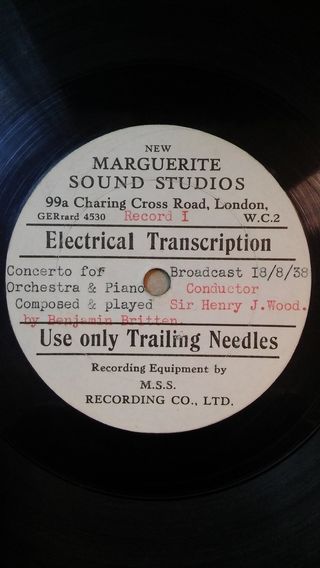 NEW
MARGUERITE
SOUND STUDIOS
99a Charing Cross Road, London,
GERrard 4530 Record I W.C.2
Electrical Transcription
Concerto for Broadcast I8/8/38
Orchestra & Piano Conductor
Composed & played Sir Henry J.Wood.
by Benjamin Britten.
Use only Trailing Needles
Recording Equipment by
M.S.S.
RECORDING CO., LTD.